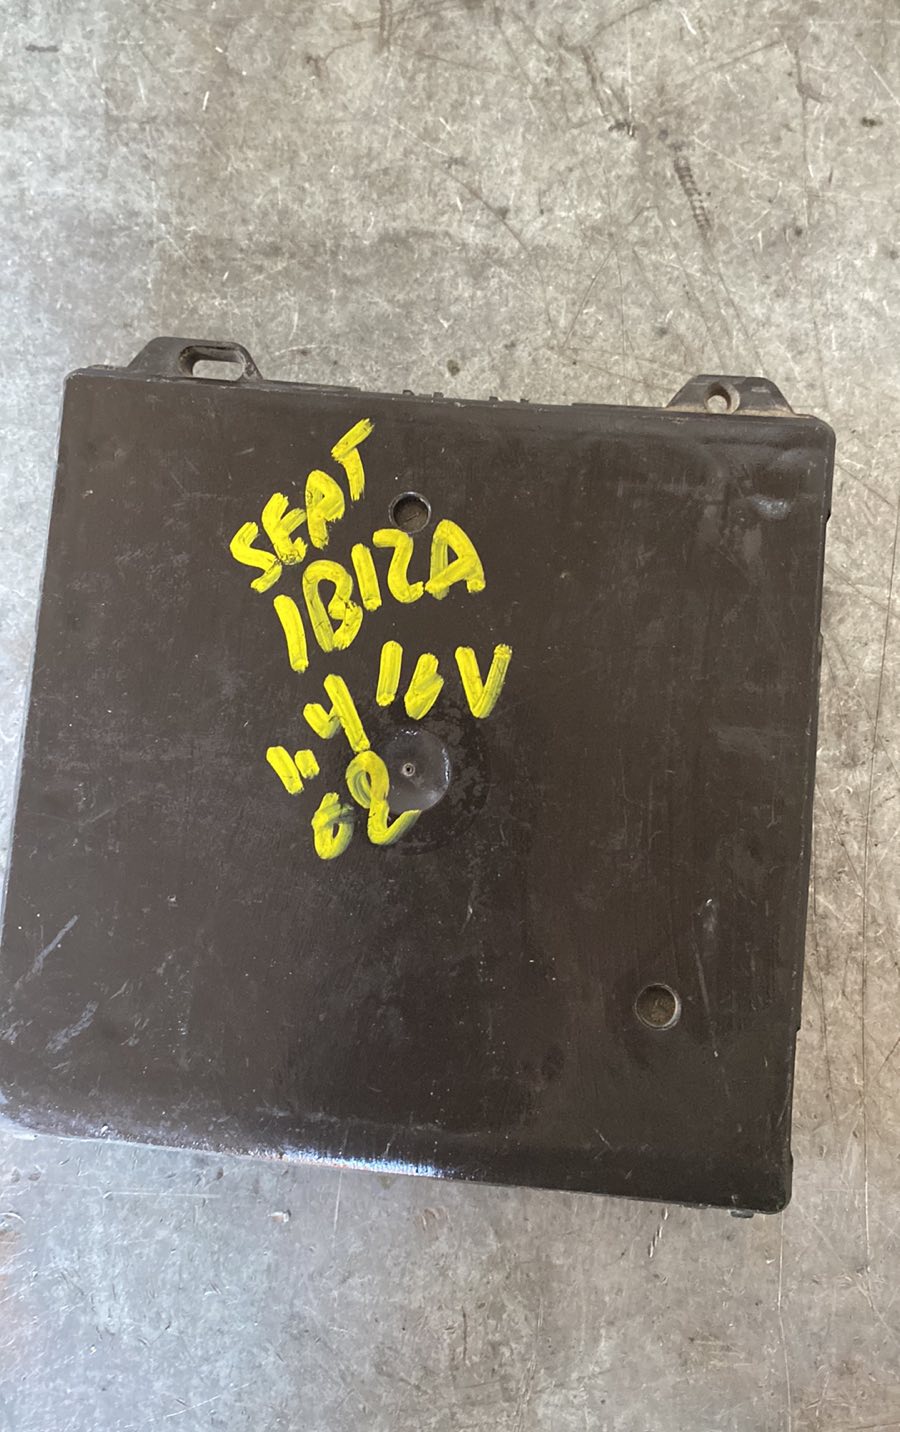 SEAT
IBIZA
1.4 16V
02